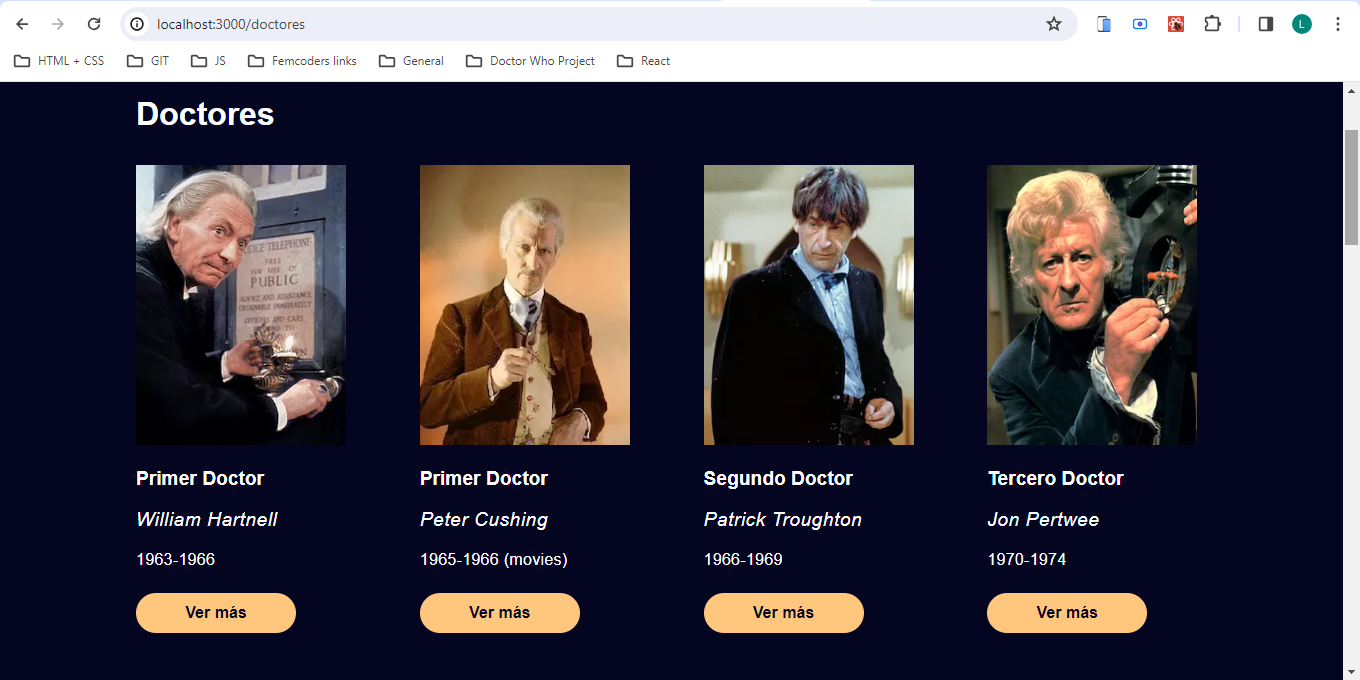 localhost:3000/doctores
L
HTML + CSS
GIT
JS
Femcoders links
General
Doctor Who Project
React
Doctores
POLICE TELEPHONE
FREE
FOR USE OF
PUBLIC
ADVICE AND ASSISTANCE
OBTAINABLE IMMEDIATELY
OFFICERS AND CARS
TO
Primer Doctor
William Hartnell
1963-1966
Ver más
Primer Doctor
Peter Cushing
1965-1966 (movies)
Ver más
Segundo Doctor
Patrick Troughton
1966-1969
Ver más
Tercero Doctor
Jon Pertwee
1970-1974
Ver más